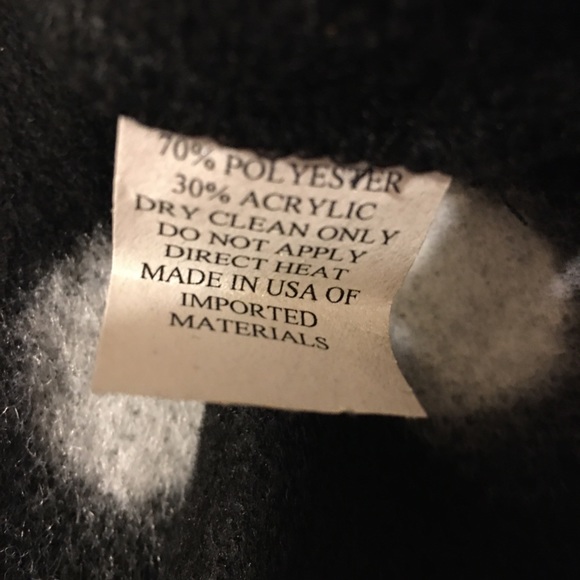 70% POLYESTER
30% ACRYLIC
DRY CLEAN ONLY
DO NOT APPLY
DIRECT HEAT
MADE IN USA OF
IMPORTED
MATERIALS